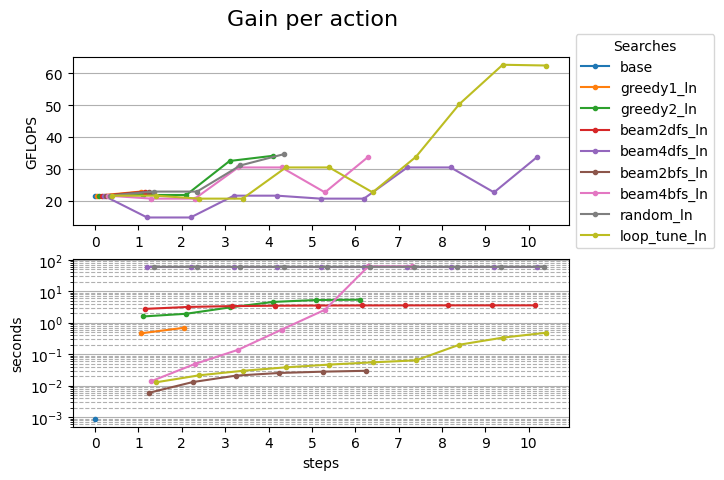 Gain per action
Searches
base
greedy1_ln
greedy2_ln
beam2dfs_ln
beam4dfs_ln
beam2bfs_ln
beam4bfs_ln
random_ln
loop_tune_ln
GFLOPS
60
50
40
30
20
0 1 2 3 4 5 6 7 8 9 10
seconds
10²
10¹
10⁰
10⁻¹
10⁻²
10⁻³
0 1 2 3 4 5 6 7 8 9 10
steps